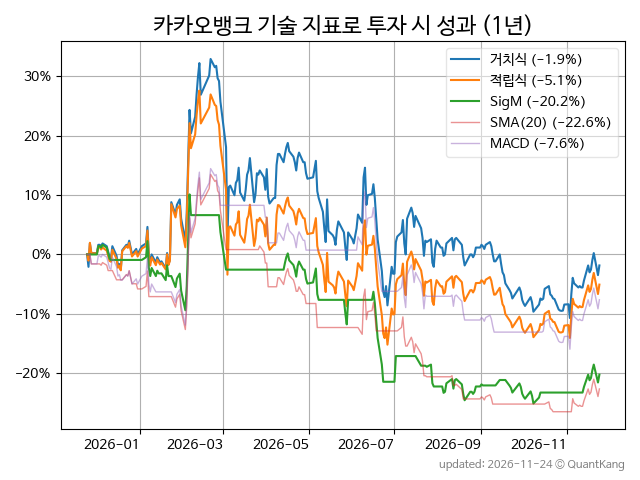 카카오뱅크 기술 지표로 투자 시 성과 (1년)
거치식 (−1.9%)
적립식 (−5.1%)
SigM (−20.2%)
SMA(20) (−22.6%)
MACD (−7.6%)
30%
20%
10%
0%
−10%
−20%
2026-01
2026-03
2026-05
2026-07
2026-09
2026-11
updated: 2026-11-24 © QuantKang